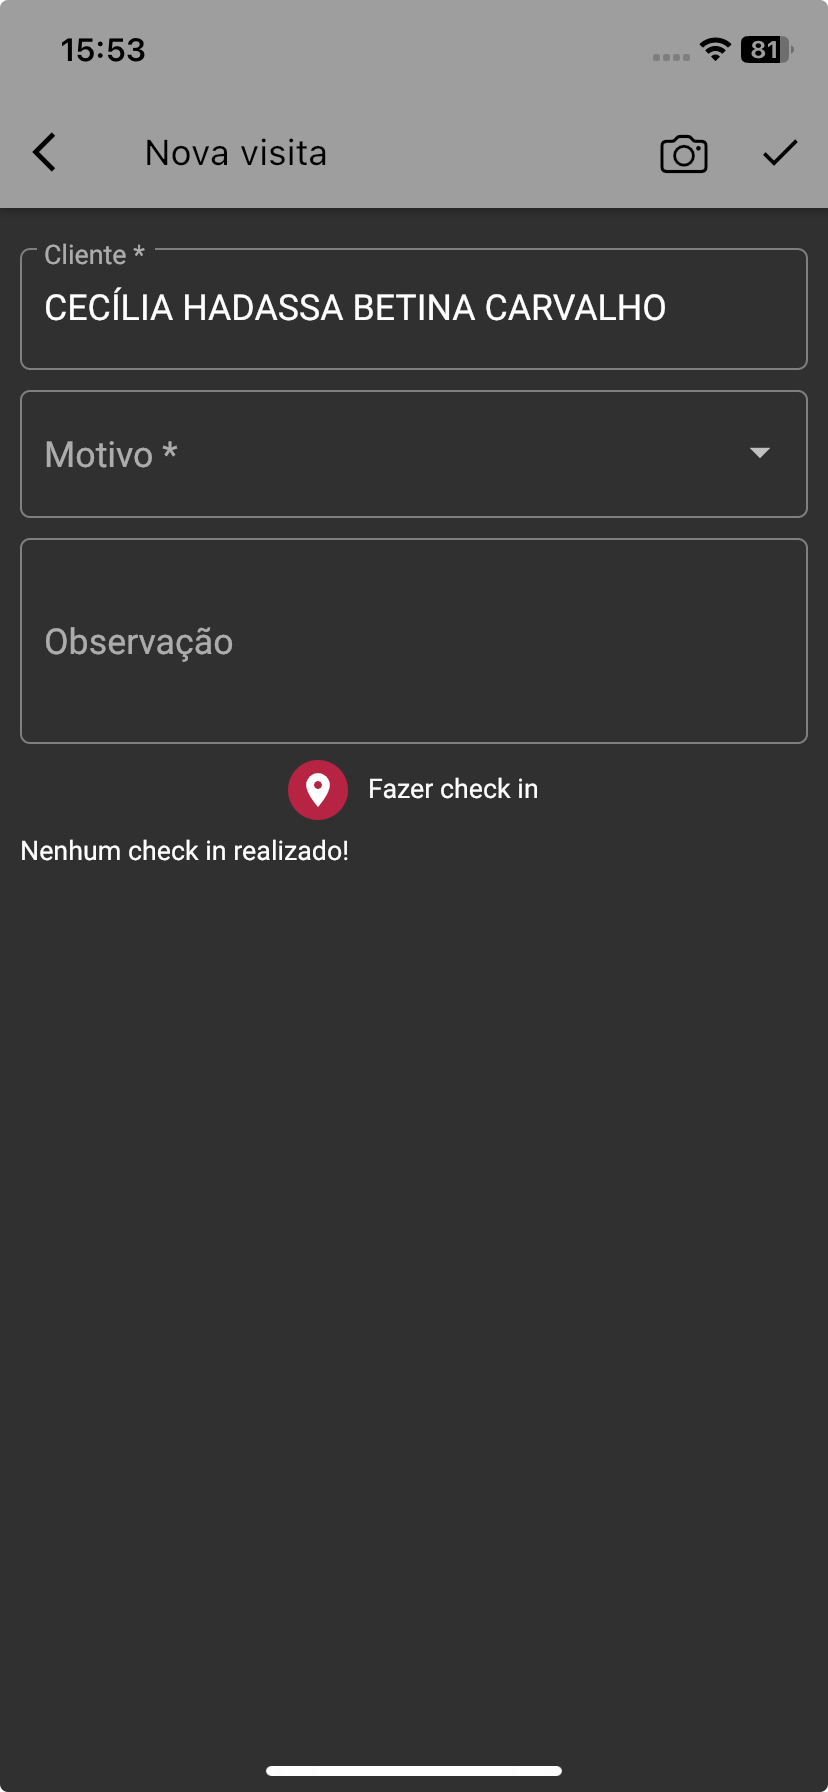 15:53
81
Nova visita
Cliente *
CECÍLIA HADASSA BETINA CARVALHO
Motivo *
Observação
Fazer check in
Nenhum check in realizado!